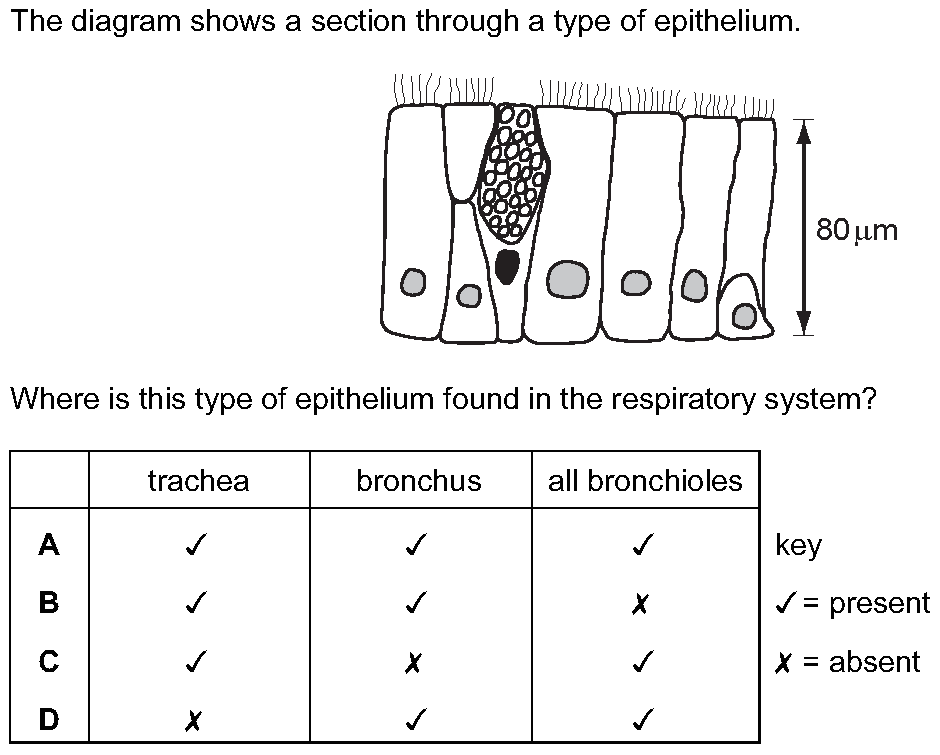 The diagram shows a section through a type of epithelium.
80 μm
Where is this type of epithelium found in the respiratory system?
trachea bronchus all bronchioles
A ✓ ✓ ✓ key
B ✓ ✓ ✗ ✓ = present
C ✓ ✗ ✓ ✗ = absent
D ✗ ✓ ✓